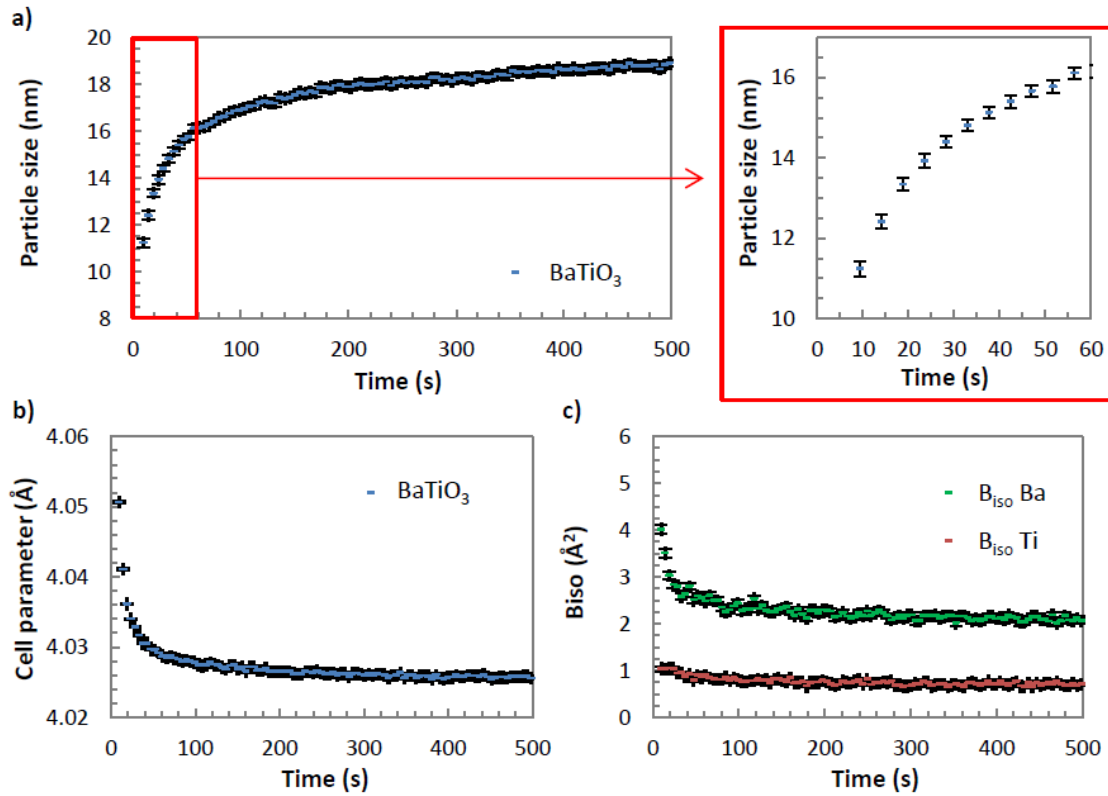 a)
Particle size (nm)
20
18
16
14
12
10
8
BaTiO₃
0 100 200 300 400 500
Time (s)
Particle size (nm)
16
14
12
10
0 10 20 30 40 50 60
Time (s)
b)
Cell parameter (Å)
4.06
4.05
4.04
4.03
4.02
BaTiO₃
0 100 200 300 400 500
Time (s)
c)
Biso (Å²)
6
5
4
3
2
1
0
Bᵢₛₒ Ba
Bᵢₛₒ Ti
0 100 200 300 400 500
Time (s)